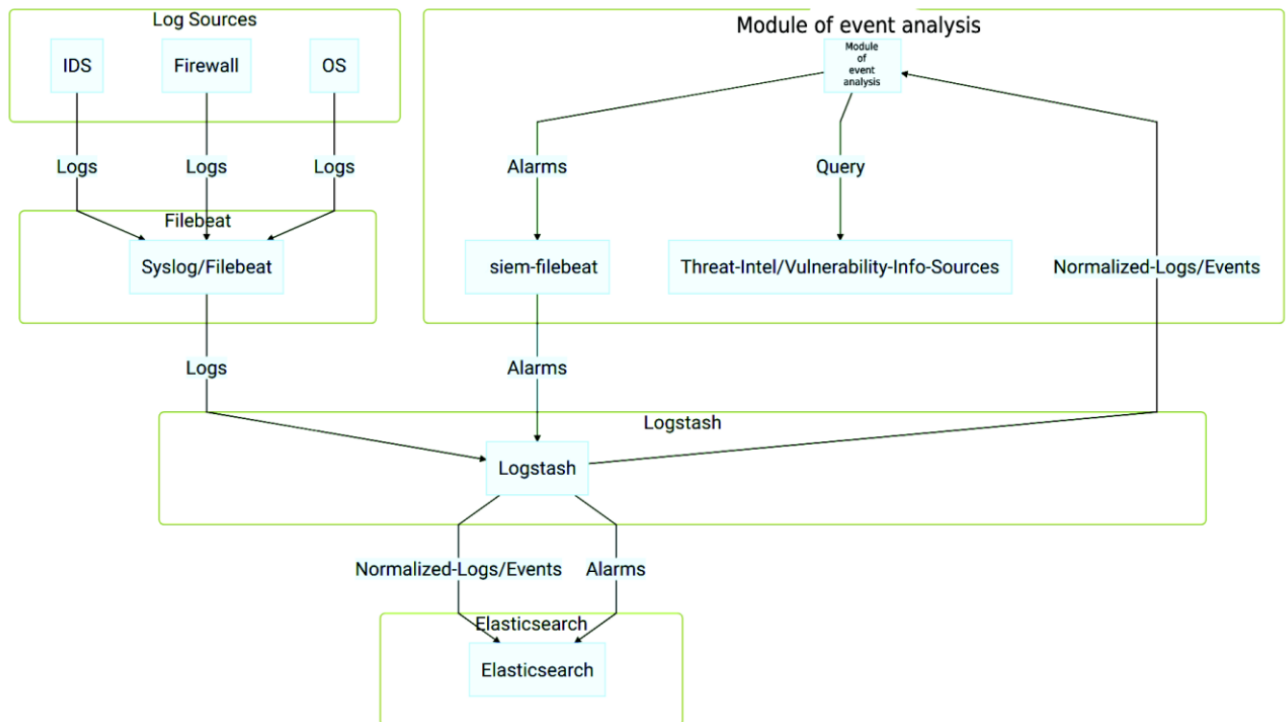 Log Sources
Module of event analysis
IDS
Firewall
OS
Module
of
event
analysis
Logs
Logs
Logs
Alarms
Query
Filebeat
Syslog/Filebeat
siem-filebeat
Threat-Intel/Vulnerability-Info-Sources
Normalized-Logs/Events
Logs
Alarms
Logstash
Logstash
Normalized-Logs/Events
Alarms
Elasticsearch
Elasticsearch